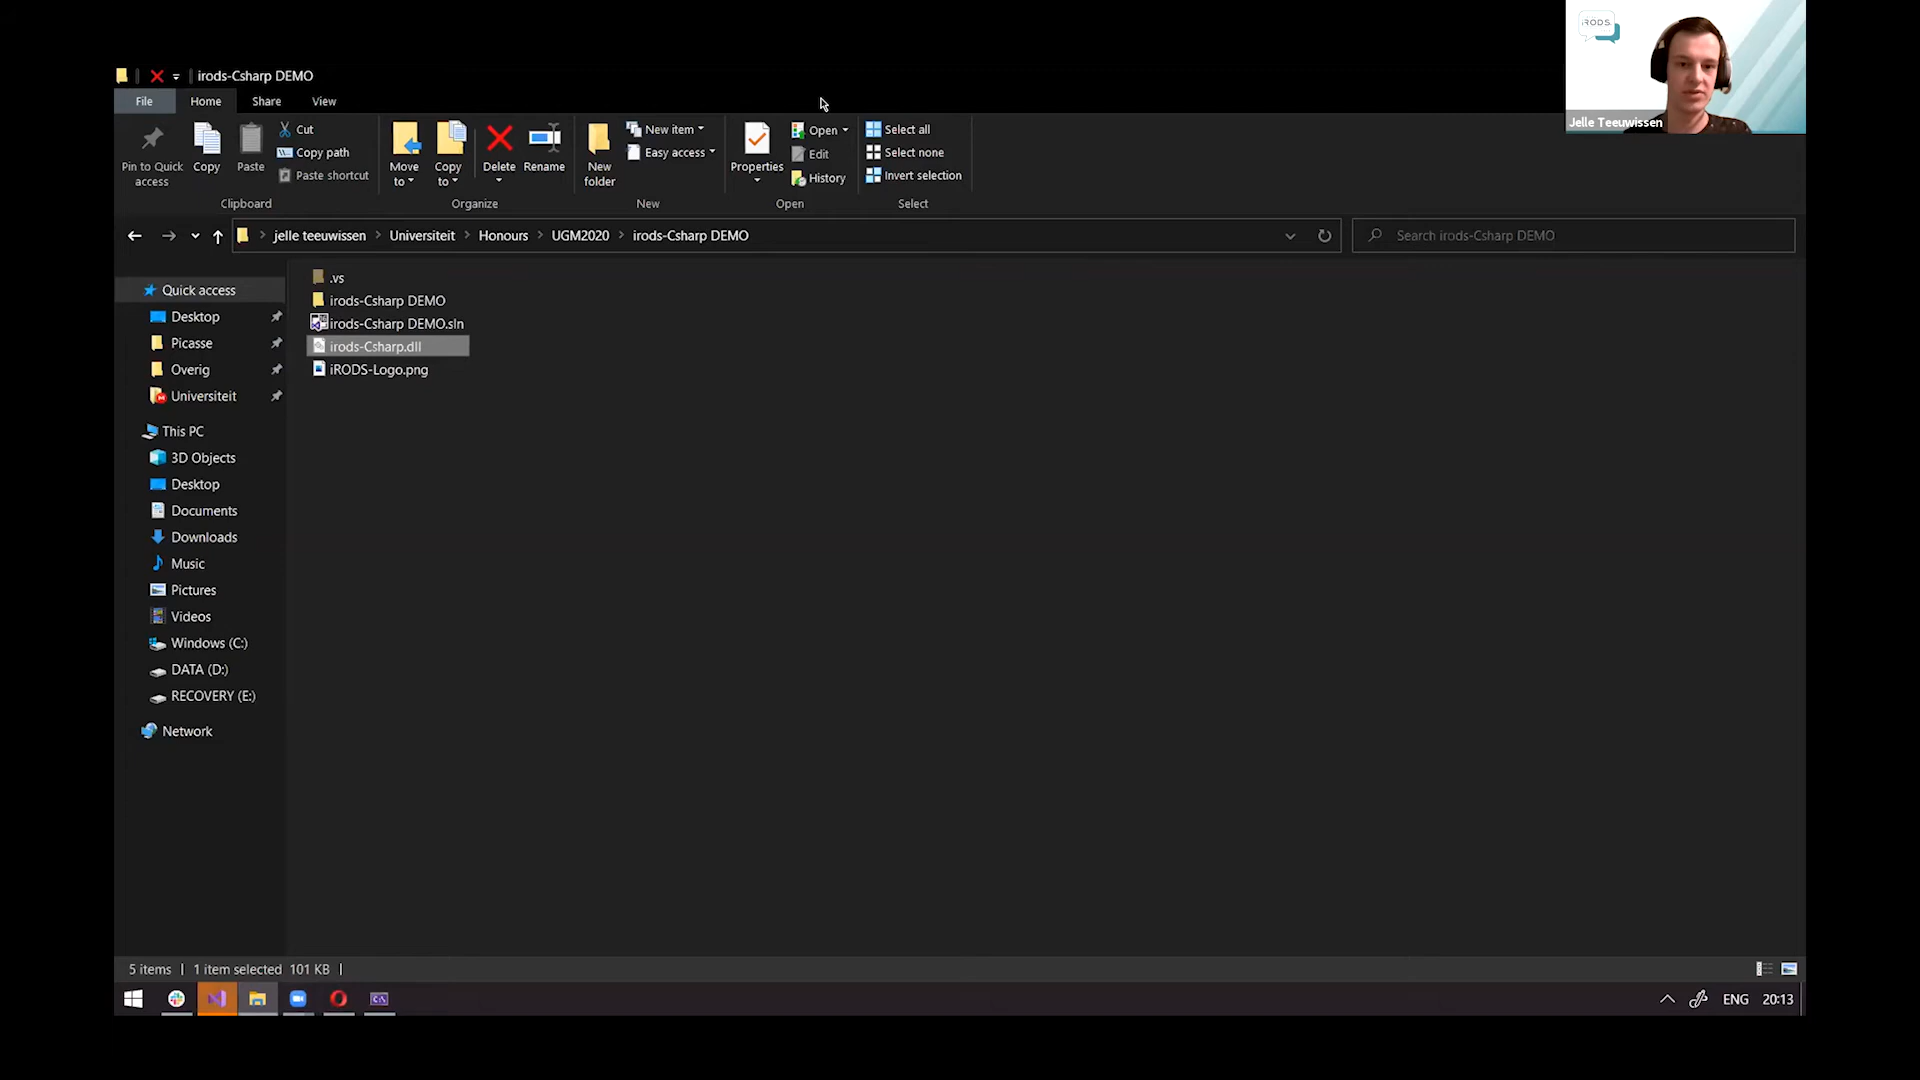 iRODS
Jelle Teeuwissen
irods-Csharp DEMO
File Home Share View
Pin to Quick access
Copy
Paste
Cut
Copy path
Paste shortcut
Clipboard
Move to
Copy to
Delete
Rename
Organize
New folder
New item
Easy access
New
Properties
Open
Edit
History
Open
Select all
Select none
Invert selection
Select
jelle teeuwissen > Universiteit > Honours > UGM2020 > irods-Csharp DEMO
Search irods-Csharp DEMO
Quick access
Desktop
Picasse
Overig
Universiteit
This PC
3D Objects
Desktop
Documents
Downloads
Music
Pictures
Videos
Windows (C:)
DATA (D:)
RECOVERY (E:)
Network
.vs
irods-Csharp DEMO
irods-Csharp DEMO.sln
irods-Csharp.dll
iRODS-Logo.png
5 items | 1 item selected 101 KB |
ENG 20:13